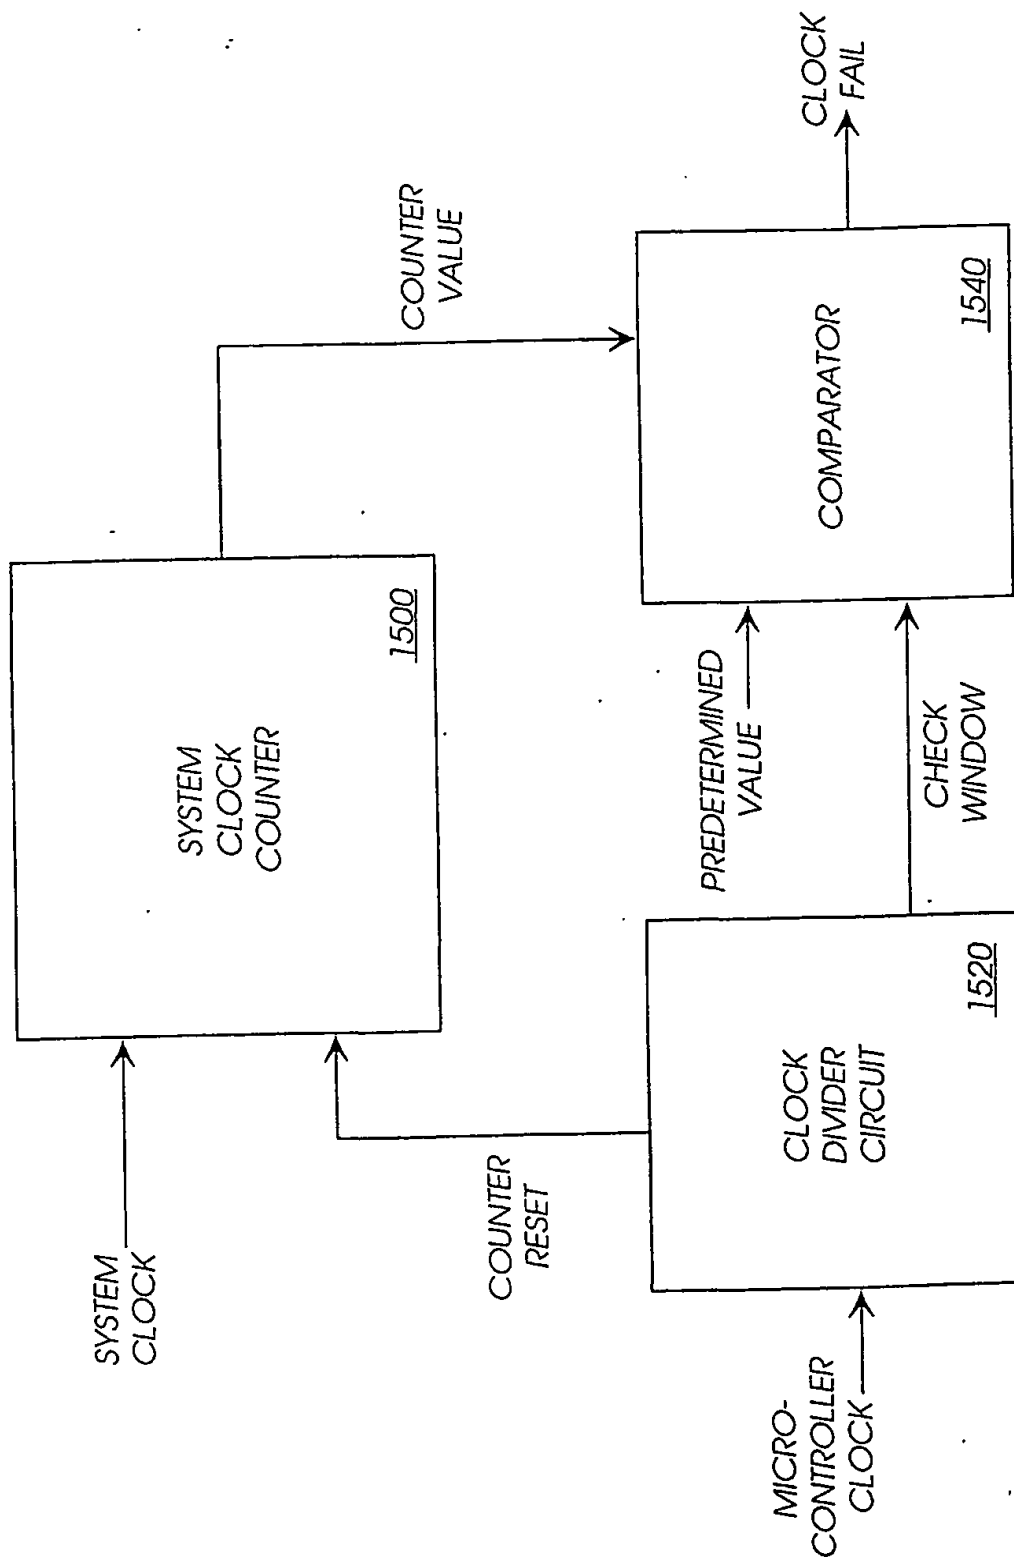 SYSTEM
CLOCK
SYSTEM
CLOCK
COUNTER
1500
COUNTER
VALUE
COUNTER
RESET
PREDETERMINED
VALUE
CLOCK
FAIL
MICRO-
CONTROLLER
CLOCK
CLOCK
DIVIDER
CIRCUIT
1520
CHECK
WINDOW
COMPARATOR
1540